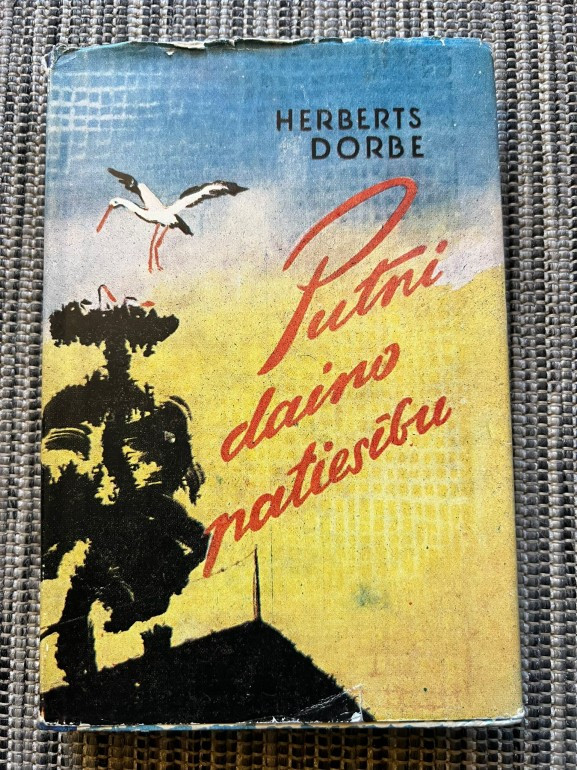 HERBERTS
DORBE
Putni
daino
patiesību